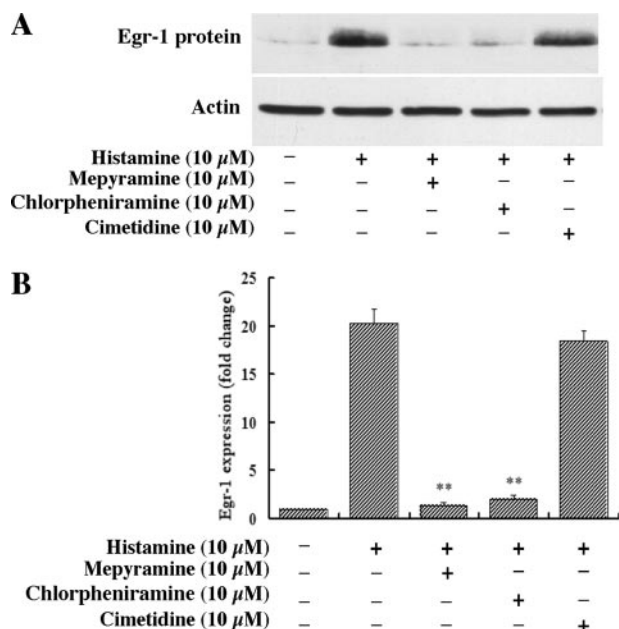 A
Egr-1 protein
Actin
Histamine (10 μM) – + + + +
Mepyramine (10 μM) – – + – –
Chlorpheniramine (10 μM) – – – + –
Cimetidine (10 μM) – – – – +
B
Egr-1 expression (fold change)
25
20
15
10
5
0
** **
Histamine (10 μM) – + + + +
Mepyramine (10 μM) – – + – –
Chlorpheniramine (10 μM) – – – + –
Cimetidine (10 μM) – – – – +